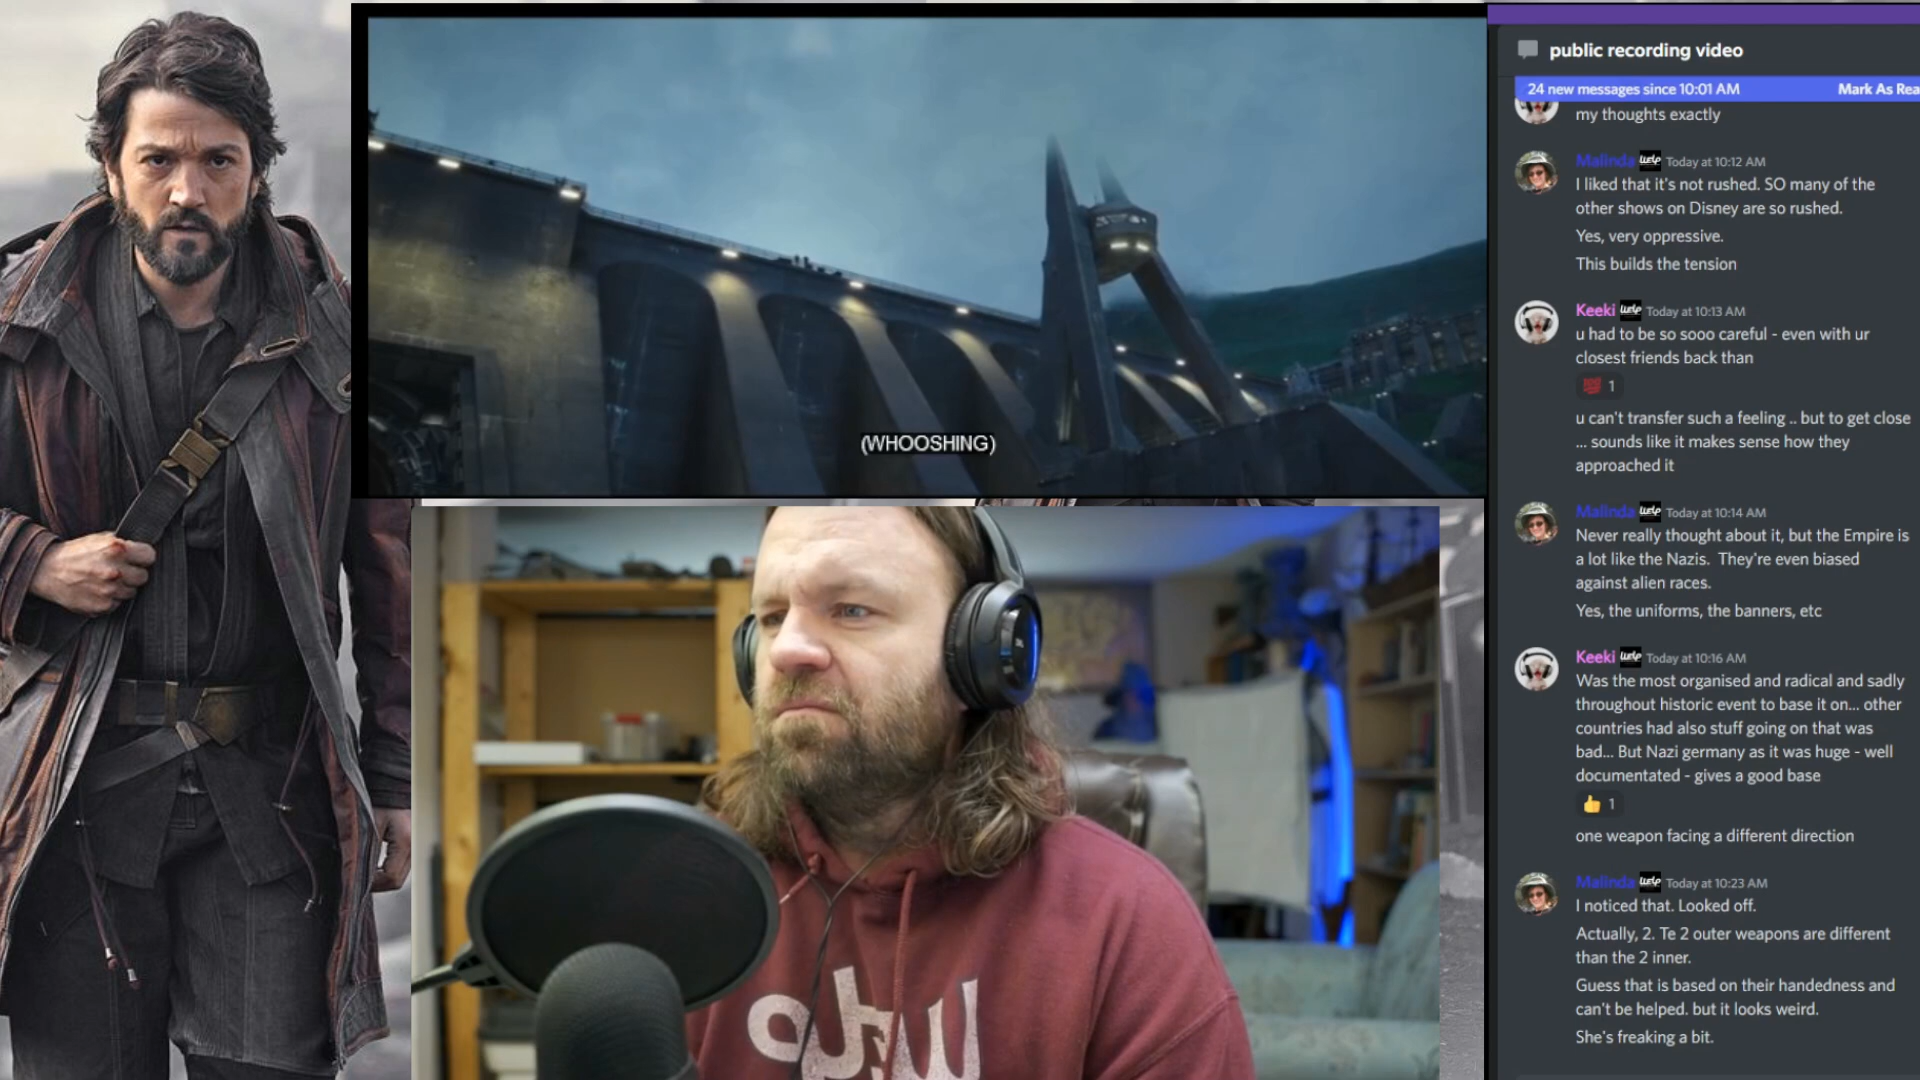 (WHOOSHING)
public recording video
24 new messages since 10:01 AM Mark As Rea
my thoughts exactly
Malinda welp Today at 10:12 AM
I liked that it's not rushed. SO many of the
other shows on Disney are so rushed.
Yes, very oppressive.
This builds the tension
Keeki welp Today at 10:13 AM
u had to be so sooo careful - even with ur
closest friends back than
💯 1
u can't transfer such a feeling .. but to get close
... sounds like it makes sense how they
approached it
Malinda welp Today at 10:14 AM
Never really thought about it, but the Empire is
a lot like the Nazis. They're even biased
against alien races.
Yes, the uniforms, the banners, etc
Keeki welp Today at 10:16 AM
Was the most organised and radical and sadly
throughout historic event to base it on... other
countries had also stuff going on that was
bad... But Nazi germany as it was huge - well
documentated - gives a good base
👍 1
one weapon facing a different direction
Malinda welp Today at 10:23 AM
I noticed that. Looked off.
Actually, 2. Te 2 outer weapons are different
than the 2 inner.
Guess that is based on their handedness and
can't be helped. but it looks weird.
She's freaking a bit.